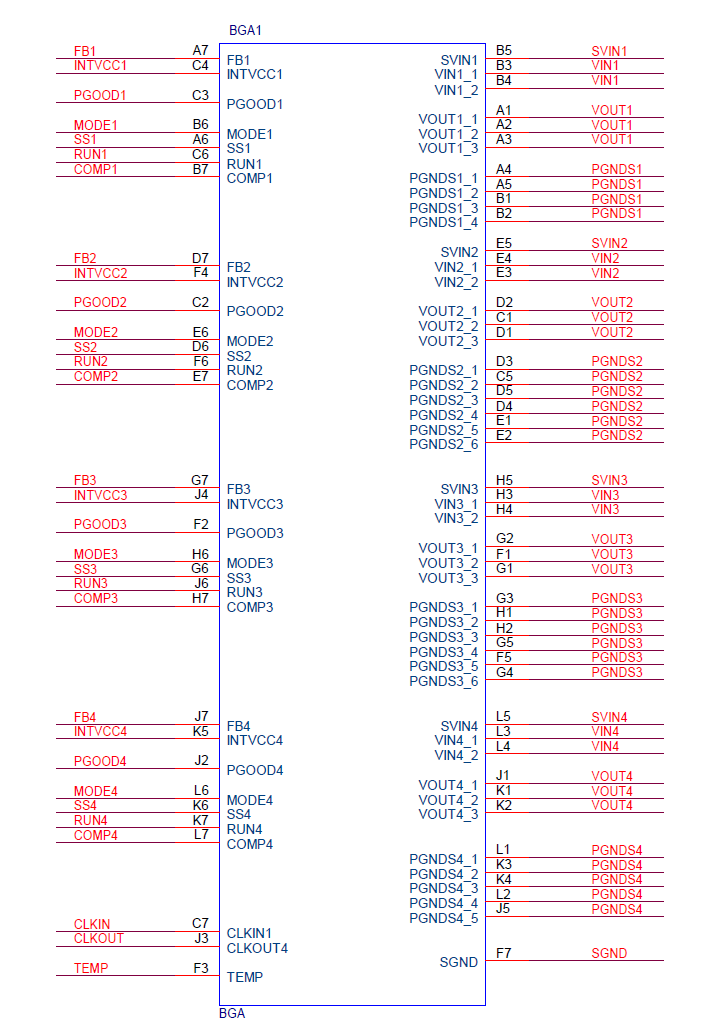 BGA1
FB1 A7 FB1 SVIN1 B5 SVIN1
INTVCC1 C4 INTVCC1 VIN1_1 B3 VIN1
VIN1_2 B4 VIN1
PGOOD1 C3 PGOOD1 VOUT1_1 A1 VOUT1
MODE1 B6 MODE1 VOUT1_2 A2 VOUT1
SS1 A6 SS1 VOUT1_3 A3 VOUT1
RUN1 C6 RUN1
COMP1 B7 COMP1 PGNDS1_1 A4 PGNDS1
PGNDS1_2 A5 PGNDS1
PGNDS1_3 B1 PGNDS1
PGNDS1_4 B2 PGNDS1
SVIN2 E5 SVIN2
FB2 D7 FB2 VIN2_1 E4 VIN2
INTVCC2 F4 INTVCC2 VIN2_2 E3 VIN2
PGOOD2 C2 PGOOD2 VOUT2_1 D2 VOUT2
VOUT2_2 C1 VOUT2
MODE2 E6 MODE2 VOUT2_3 D1 VOUT2
SS2 D6 SS2
RUN2 F6 RUN2 PGNDS2_1 D3 PGNDS2
COMP2 E7 COMP2 PGNDS2_2 C5 PGNDS2
PGNDS2_3 D5 PGNDS2
PGNDS2_4 D4 PGNDS2
PGNDS2_5 E1 PGNDS2
PGNDS2_6 E2 PGNDS2
FB3 G7 FB3 SVIN3 H5 SVIN3
INTVCC3 J4 INTVCC3 VIN3_1 H3 VIN3
VIN3_2 H4 VIN3
PGOOD3 F2 PGOOD3 VOUT3_1 G2 VOUT3
MODE3 H6 MODE3 VOUT3_2 F1 VOUT3
SS3 G6 SS3 VOUT3_3 G1 VOUT3
RUN3 J6 RUN3
COMP3 H7 COMP3 PGNDS3_1 G3 PGNDS3
PGNDS3_2 H1 PGNDS3
PGNDS3_3 H2 PGNDS3
PGNDS3_4 G5 PGNDS3
PGNDS3_5 F5 PGNDS3
PGNDS3_6 G4 PGNDS3
FB4 J7 FB4 SVIN4 L5 SVIN4
INTVCC4 K5 INTVCC4 VIN4_1 L3 VIN4
VIN4_2 L4 VIN4
PGOOD4 J2 PGOOD4 VOUT4_1 J1 VOUT4
MODE4 L6 MODE4 VOUT4_2 K1 VOUT4
SS4 K6 SS4 VOUT4_3 K2 VOUT4
RUN4 K7 RUN4
COMP4 L7 COMP4 PGNDS4_1 L1 PGNDS4
PGNDS4_2 K3 PGNDS4
PGNDS4_3 K4 PGNDS4
PGNDS4_4 L2 PGNDS4
PGNDS4_5 J5 PGNDS4
CLKIN C7 CLKIN1
CLKOUT J3 CLKOUT4
SGND F7 SGND
TEMP F3 TEMP
BGA